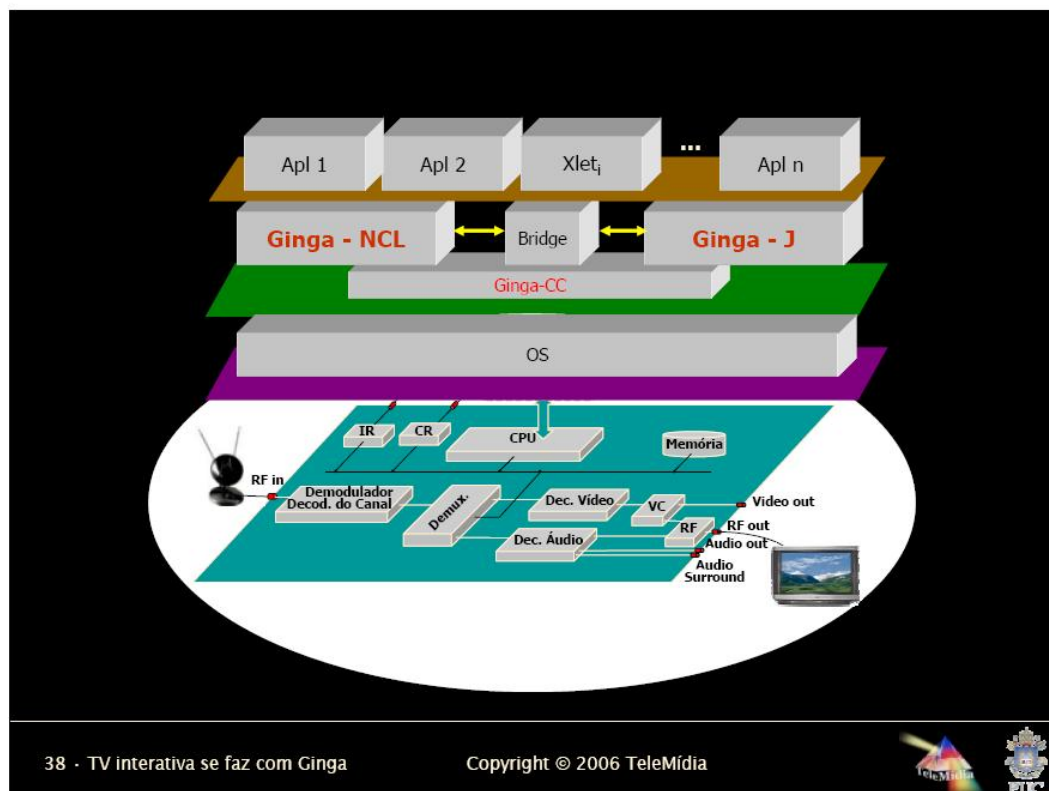 Apl 1
Apl 2
Xleti
...
Apl n
Ginga - NCL
Bridge
Ginga - J
Ginga-CC
OS
IR
CR
CPU
Memória
RF in
Demodulador
Decod. do Canal
Demux.
Dec. Vídeo
VC
Video out
Dec. Áudio
RF
RF out
Audio out
Audio
Surround
38 · TV interativa se faz com Ginga
Copyright © 2006 TeleMídia
TeleMídia
PUC